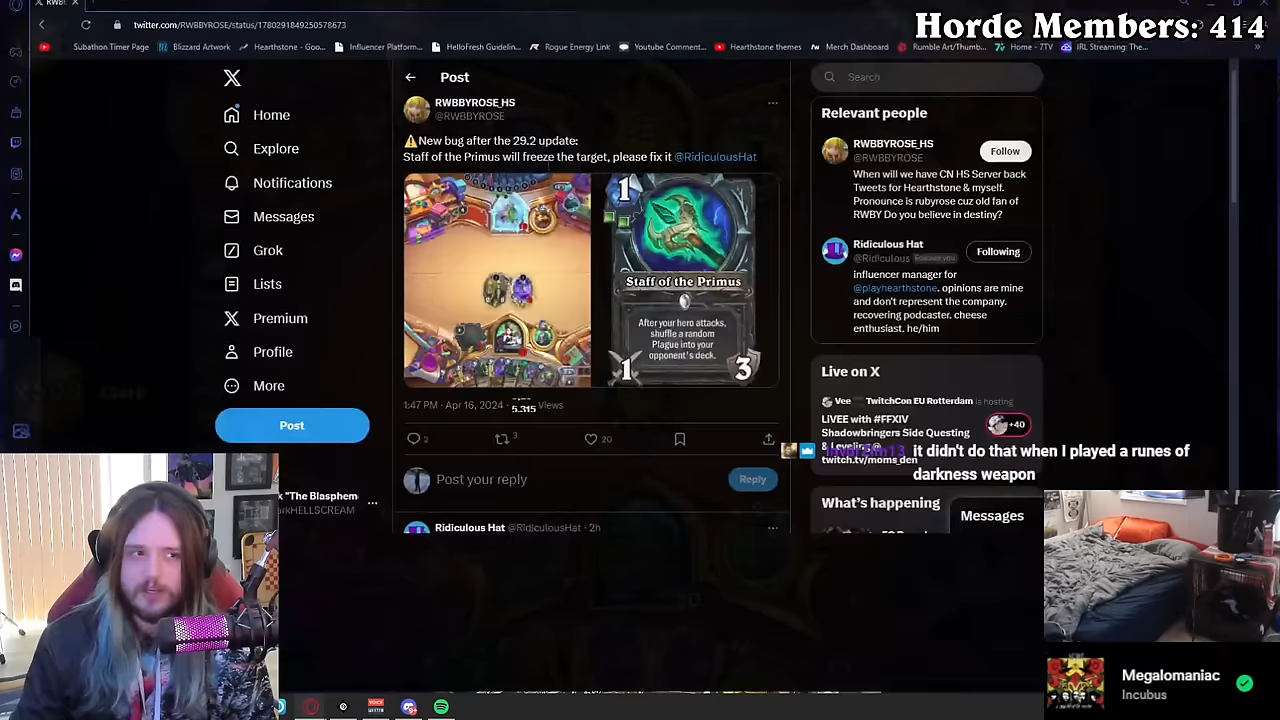 RWBB
Horde Members: 414
twitter.com/RWBBYROSE/status/1780291849250578673
Subathon Timer Page
Blizzard Artwork
Hearthstone - Goo...
Influencer Platform...
HelloFresh Guidelin...
Rogue Energy Link
Youtube Comment...
Hearthstone themes
Merch Dashboard
Rumble Art/Thumb...
Home - 7TV
IRL Streaming: The...
X
Home
Explore
Notifications
Messages
Grok
Lists
Premium
Profile
More
Post
Post
RWBBYROSE_HS
@RWBBYROSE
⚠️New bug after the 29.2 update:
Staff of the Primus will freeze the target, please fix it @RidiculousHat
1
Staff of the Primus
After your hero attacks,
shuffle a random
Plague into your
opponent's deck.
1
3
1:47 PM · Apr 16, 2024 · 5,315 Views
2
3
20
Post your reply
Reply
Ridiculous Hat @RidiculousHat · 2h
Search
Relevant people
RWBBYROSE_HS
@RWBBYROSE
Follow
When will we have CN HS Server back
Tweets for Hearthstone & myself.
Pronounce is rubyrose cuz old fan of
RWBY Do you believe in destiny?
Ridiculous Hat
@Ridiculous Follows you
Following
influencer manager for
@playhearthstone. opinions are mine
and don't represent the company.
recovering podcaster. cheese
enthusiast. he/him
Live on X
Vee TwitchCon EU Rotterdam is hosting
LiVEE with #FFXIV
Shadowbringers Side Questing
& Leveling
twitch.tv/moms_den
+40
it didn't do that when I played a runes of
darkness weapon
What's happening
Messages
k "The Blasphem
arkHELLSCREAM
Megalomaniac
Incubus